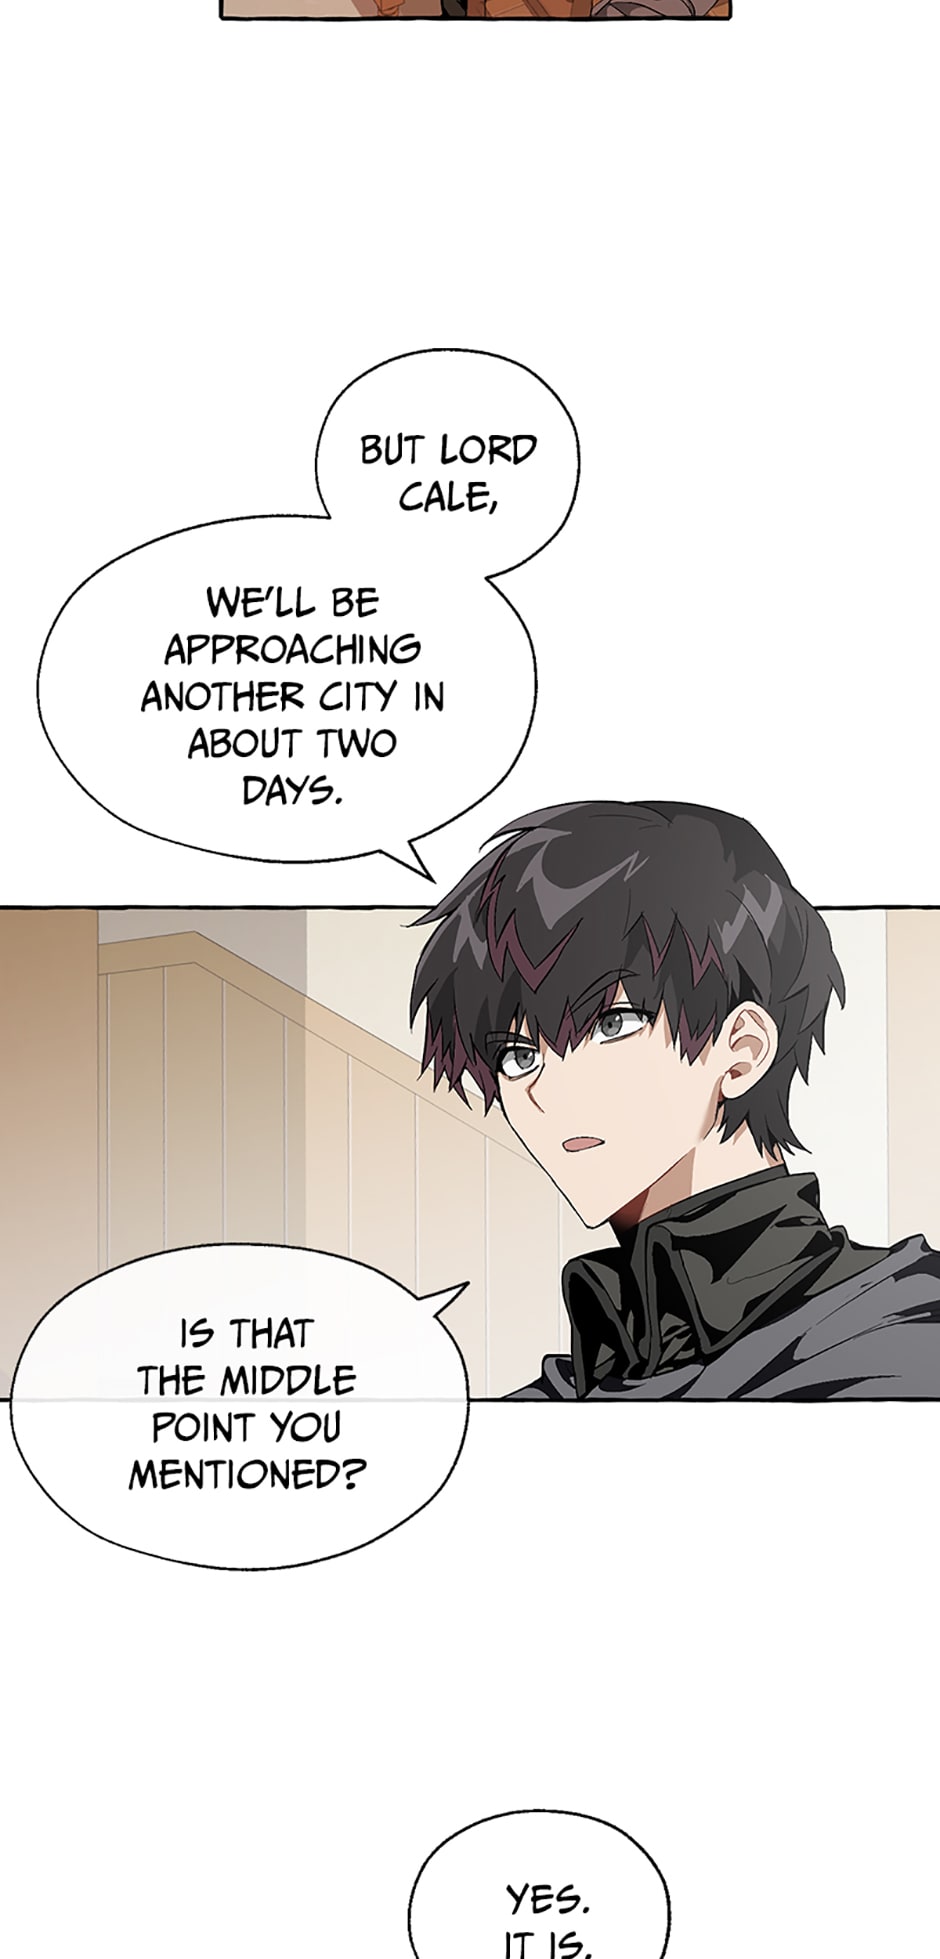 BUT LORD
CALE,
WE'LL BE
APPROACHING
ANOTHER CITY IN
ABOUT TWO
DAYS.
IS THAT
THE MIDDLE
POINT YOU
MENTIONED?
YES.
IT IS.